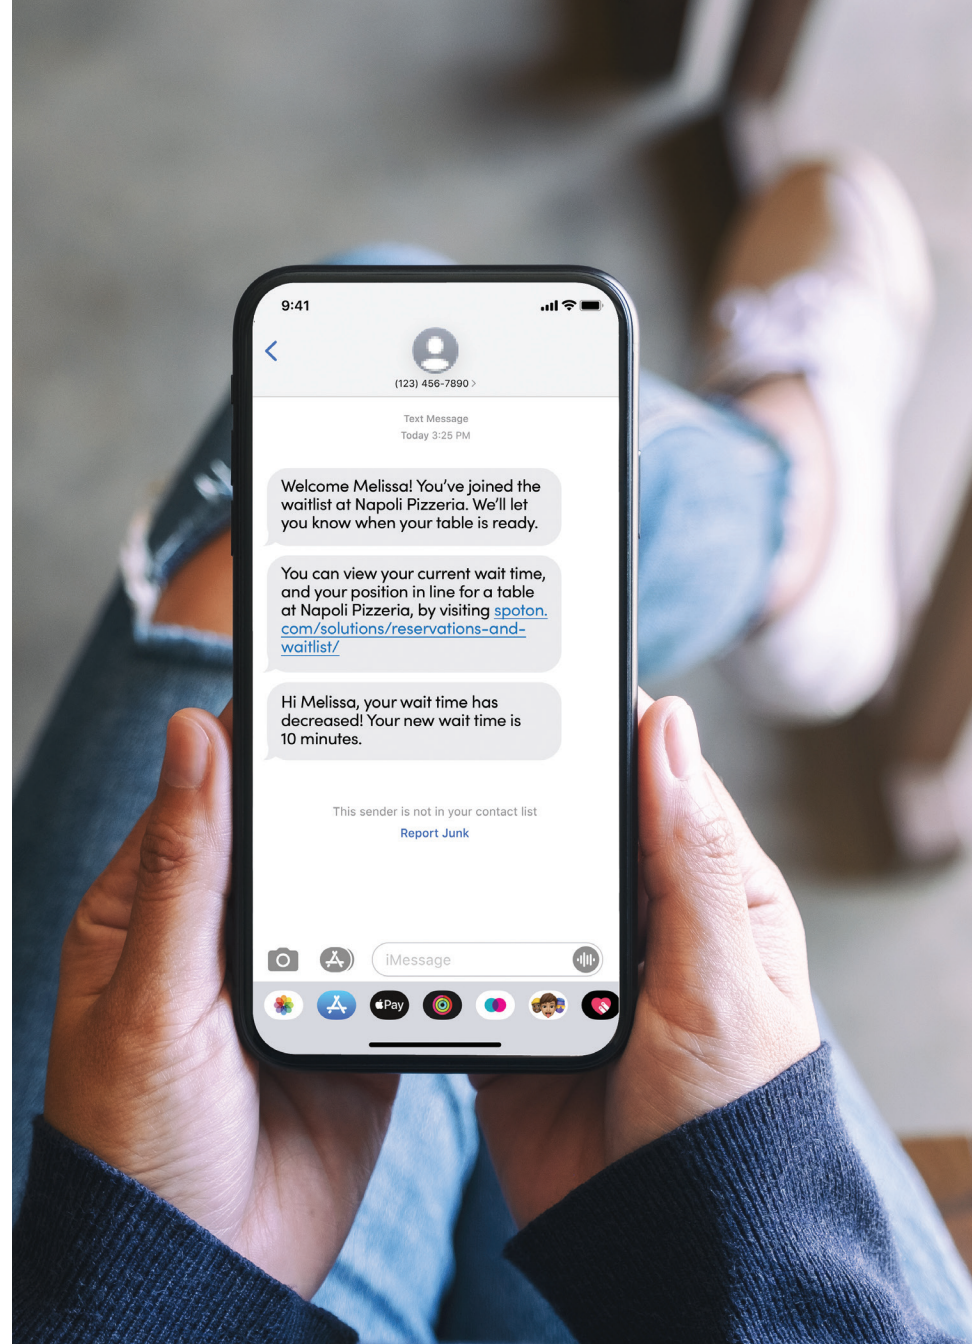 9:41
(123) 456-7890 >
Text Message
Today 3:25 PM
Welcome Melissa! You've joined the
waitlist at Napoli Pizzeria. We'll let
you know when your table is ready.
You can view your current wait time,
and your position in line for a table
at Napoli Pizzeria, by visiting spoton.
com/solutions/reservations-and-
waitlist/
Hi Melissa, your wait time has
decreased! Your new wait time is
10 minutes.
This sender is not in your contact list
Report Junk
iMessage
Pay